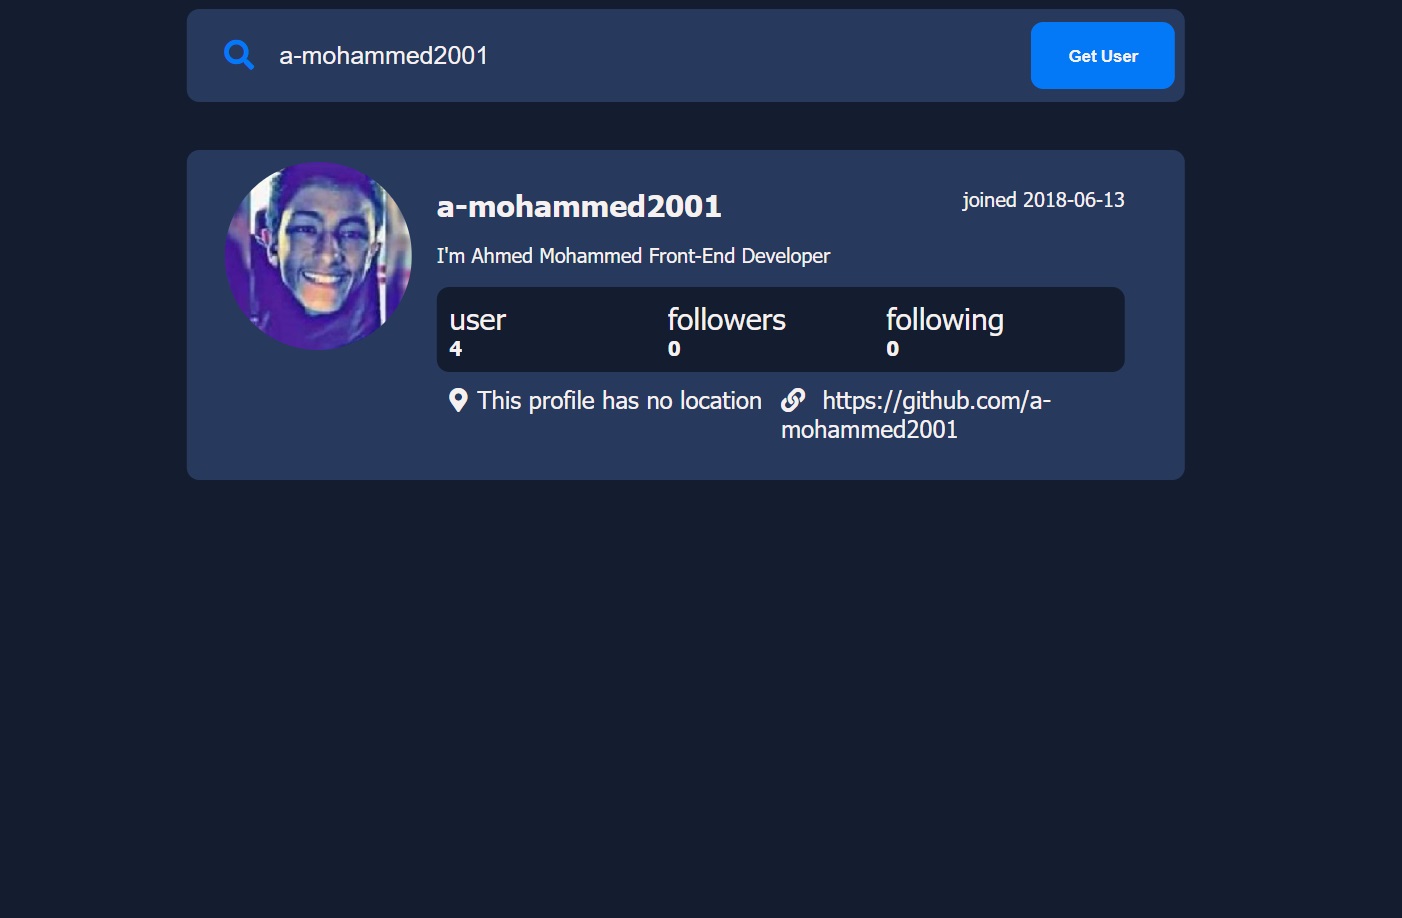 a-mohammed2001
Get User
a-mohammed2001
joined 2018-06-13
I'm Ahmed Mohammed Front-End Developer
user
followers
following
4
0
0
This profile has no location
https://github.com/a-
mohammed2001